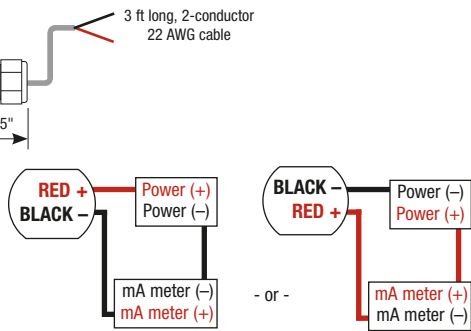 3 ft long, 2-conductor
22 AWG cable
5"
RED +
BLACK –
Power (+)
Power (–)
mA meter (–)
mA meter (+)
- or -
BLACK –
RED +
Power (–)
Power (+)
mA meter (+)
mA meter (–)